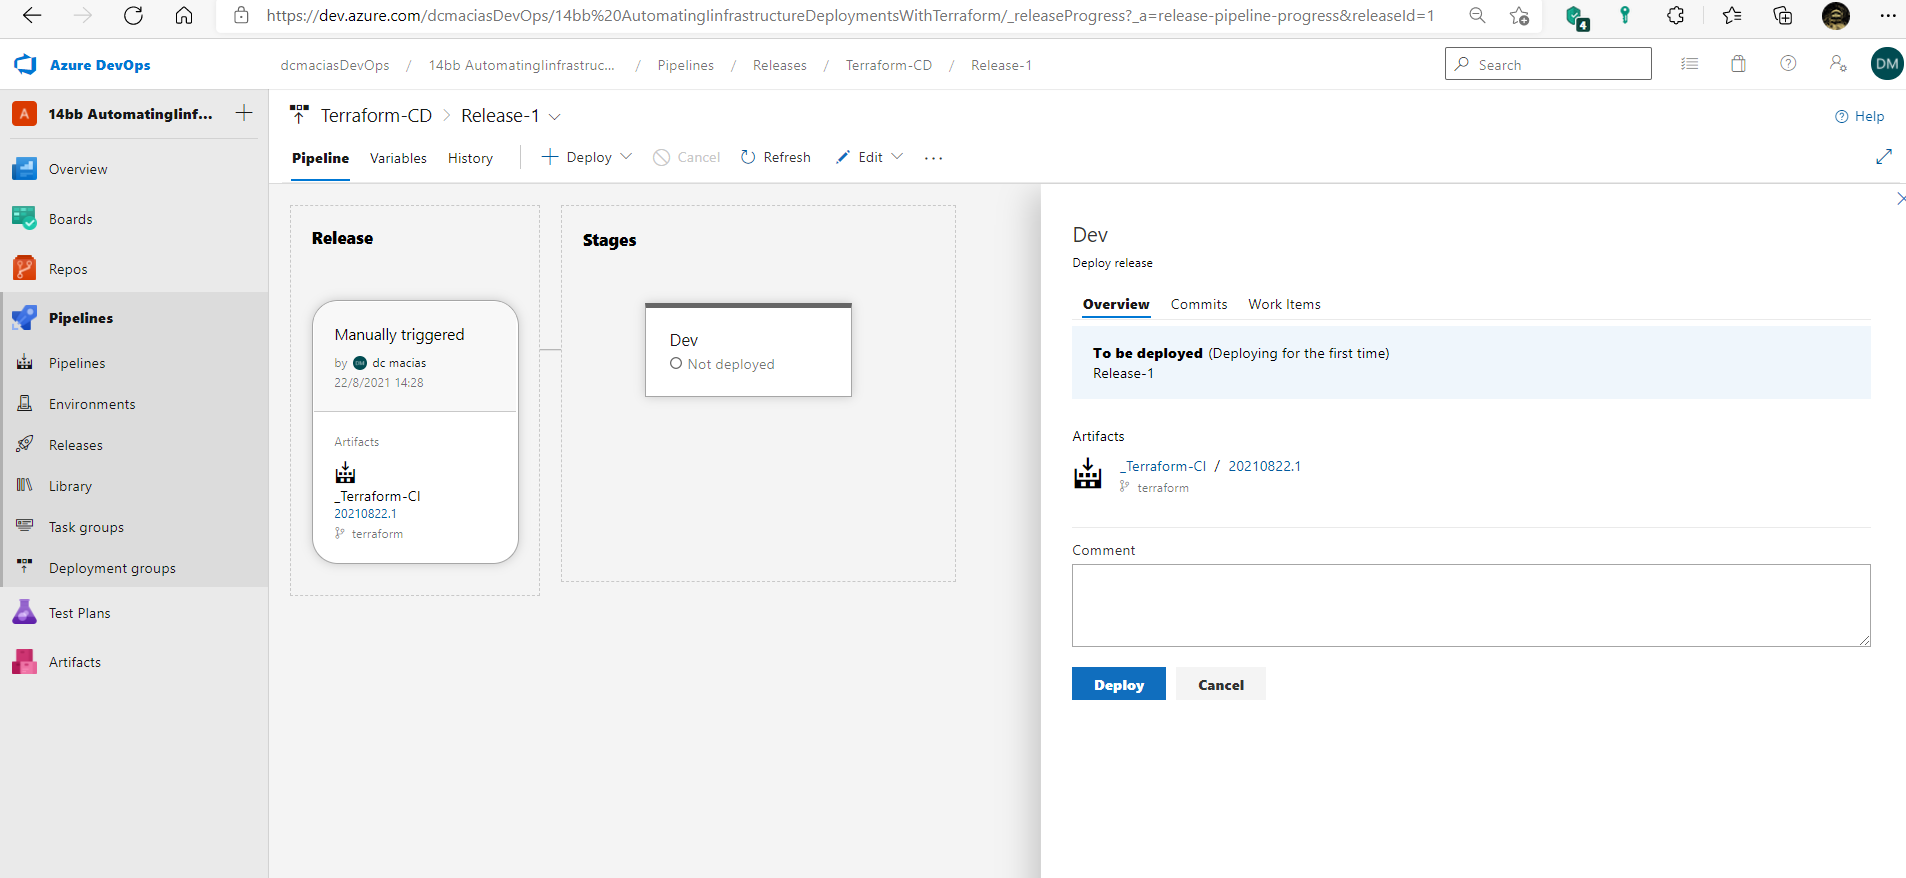 https://dev.azure.com/dcmaciasDevOps/14bb%20AutomatingIinfrastructureDeploymentsWithTerraform/_releaseProgress?_a=release-pipeline-progress&releaseId=1
4
Azure DevOps
dcmaciasDevOps / 14bb AutomatingIinfrastruc... / Pipelines / Releases / Terraform-CD / Release-1
Search
DM
A
14bb AutomatingIinf...
Overview
Boards
Repos
Pipelines
Pipelines
Environments
Releases
Library
Task groups
Deployment groups
Test Plans
Artifacts
Terraform-CD > Release-1
Help
Pipeline Variables History Deploy Cancel Refresh Edit ...
Release
Manually triggered
by DM dc macias
22/8/2021 14:28
Artifacts
_Terraform-CI
20210822.1
terraform
Stages
Dev
Not deployed
Dev
Deploy release
Overview Commits Work Items
To be deployed (Deploying for the first time)
Release-1
Artifacts
_Terraform-CI / 20210822.1
terraform
Comment
Deploy Cancel